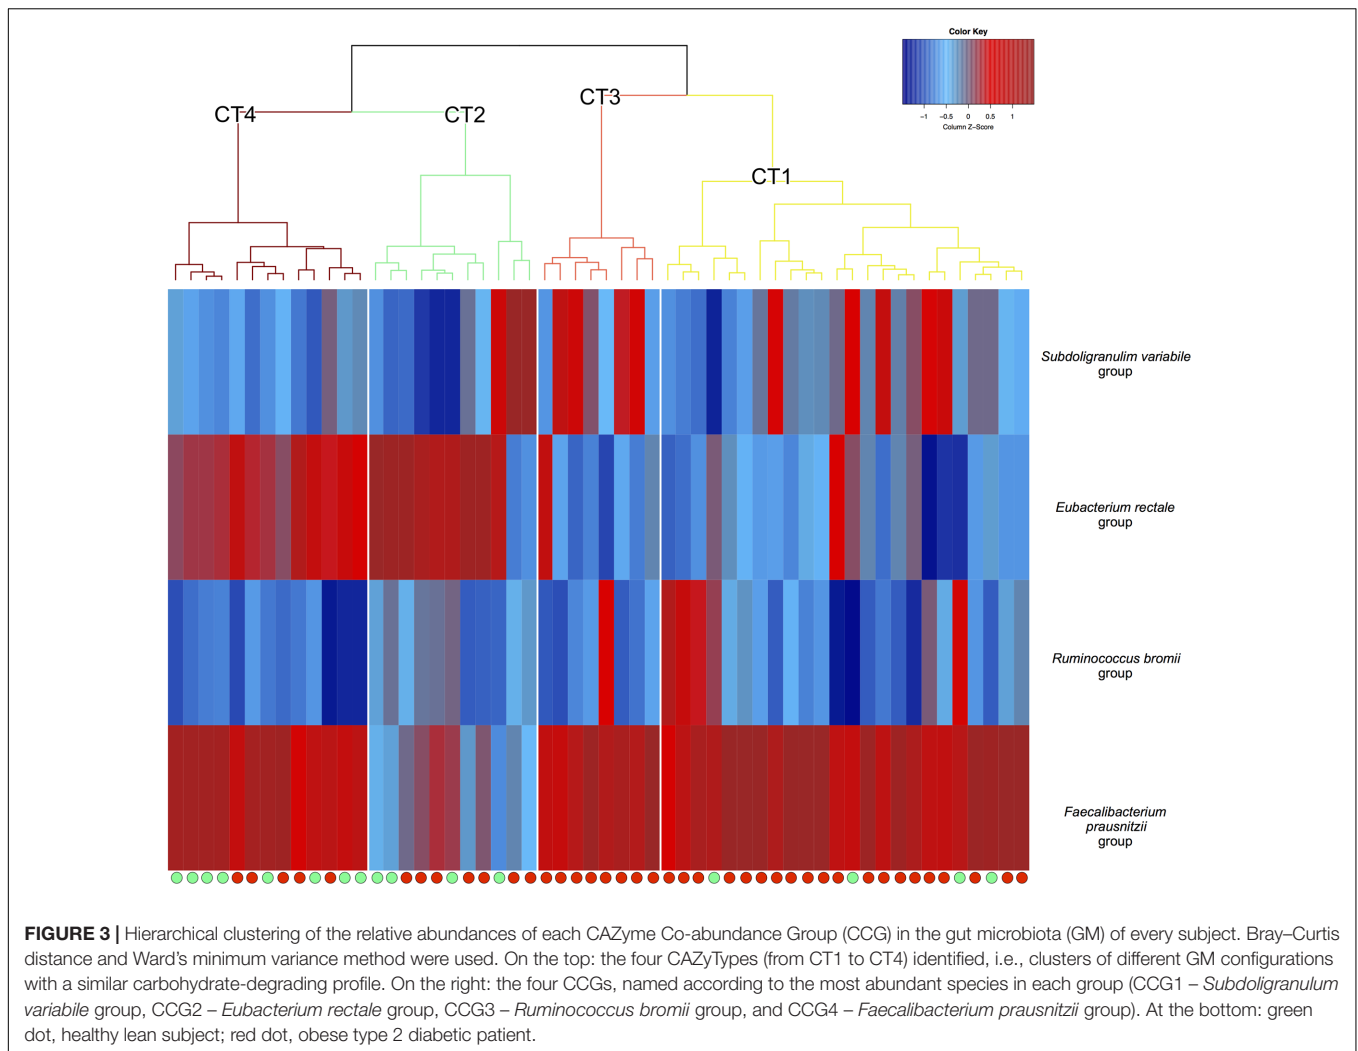 Color Key
−1 −0.5 0 0.5 1
Column Z−Score
CT4
CT2
CT3
CT1
Subdoligranulim variabile
group
Eubacterium rectale
group
Ruminococcus bromii
group
Faecalibacterium
prausnitzii
group
FIGURE 3 | Hierarchical clustering of the relative abundances of each CAZyme Co-abundance Group (CCG) in the gut microbiota (GM) of every subject. Bray–Curtis
distance and Ward's minimum variance method were used. On the top: the four CAZyTypes (from CT1 to CT4) identified, i.e., clusters of different GM configurations
with a similar carbohydrate-degrading profile. On the right: the four CCGs, named according to the most abundant species in each group (CCG1 – Subdoligranulum
variabile group, CCG2 – Eubacterium rectale group, CCG3 – Ruminococcus bromii group, and CCG4 – Faecalibacterium prausnitzii group). At the bottom: green
dot, healthy lean subject; red dot, obese type 2 diabetic patient.